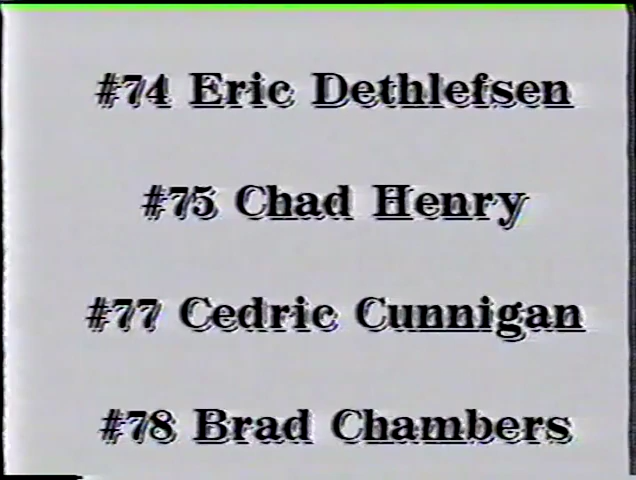 #74 Eric Dethlefsen
#75 Chad Henry
#77 Cedric Cunnigan
#78 Brad Chambers